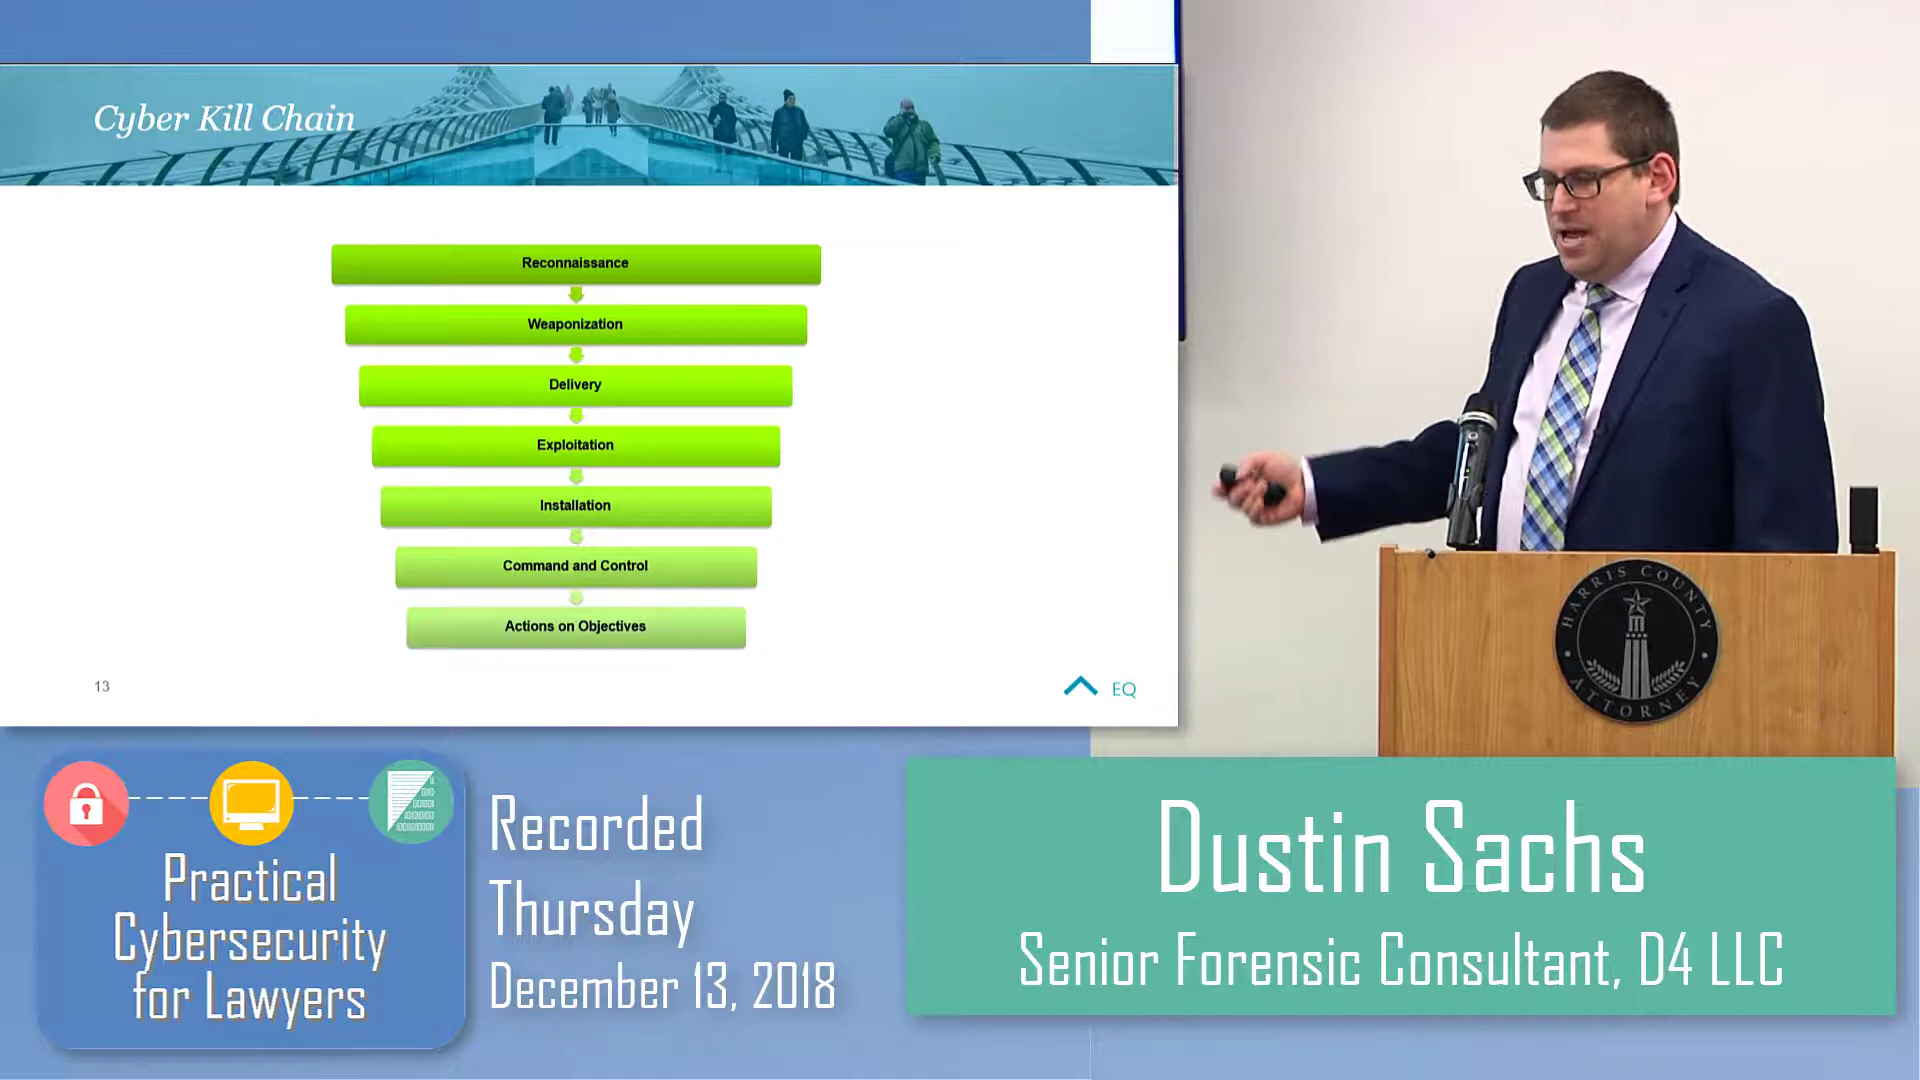 Cyber Kill Chain
Reconnaissance
Weaponization
Delivery
Exploitation
Installation
Command and Control
Actions on Objectives
13
EQ
HARRIS COUNTY
ATTORNEY
Practical
Cybersecurity
for Lawyers
Recorded
Thursday
December 13, 2018
Dustin Sachs
Senior Forensic Consultant, D4 LLC